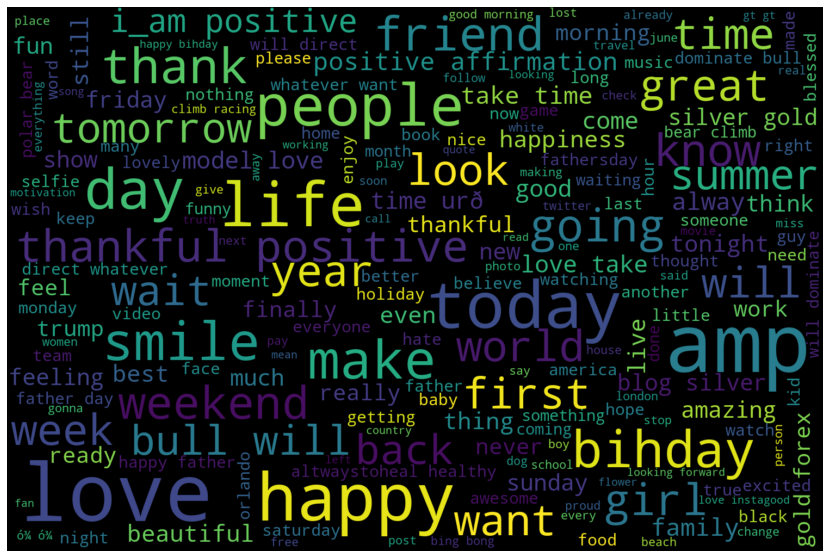 place
happy bihday
i_am positive
good morning
lost
already
gt gt
fun
still
will direct
friend
morning
time
made
thank
please
positive affirmation
travel
june
dominate bull
word
nothing
whatever want
follow
looking
long
music
great
real
blessed
polar bear
everything
friday
climb racing
people
take time
now
game
check
come
silver gold
song
tomorrow
home
book
nice
happiness
bear climb
many
working
month
white
know
right
show
lovely
model love
enjoy
look
fathersday
waiting
hour
selfie
day
away
quote
play
making
good
summer
motivation
give
life
soon
time urð
last
alway
think
wish
funny
call
twitter
someone
miss
keep
truth
thankful
going
movie
thankful positive
next
read
one
new
tonight
guy
direct whatever
year
photo
love take
thought
need
will dominate
moment
better
believe
watching
said
feel
wait
holiday
today
another
will
monday
video
finally
even
little
work
trump
everyone
amp
women
smile
pay
hate
world
house
live
done
team
mean
make
say
america
feeling
best
face
much
father
first
london
blog silver
kid
father day
weekend
really
baby
something
hope
amazing
gonna
getting
thing
coming
stop
week
bull will
country
back
never
boy
bihday
watch
person
ready
happy father
left
dog
school
looking forward
gold forex
love
orlando
altwaystoheal healthy
sunday
flower
girl
true
excited
fan
happy
awesome
proud
love instagood
want
every
family
black
change
ó¾ ó¾
night
beautiful
saturday
post
food
beach
free
bing bong